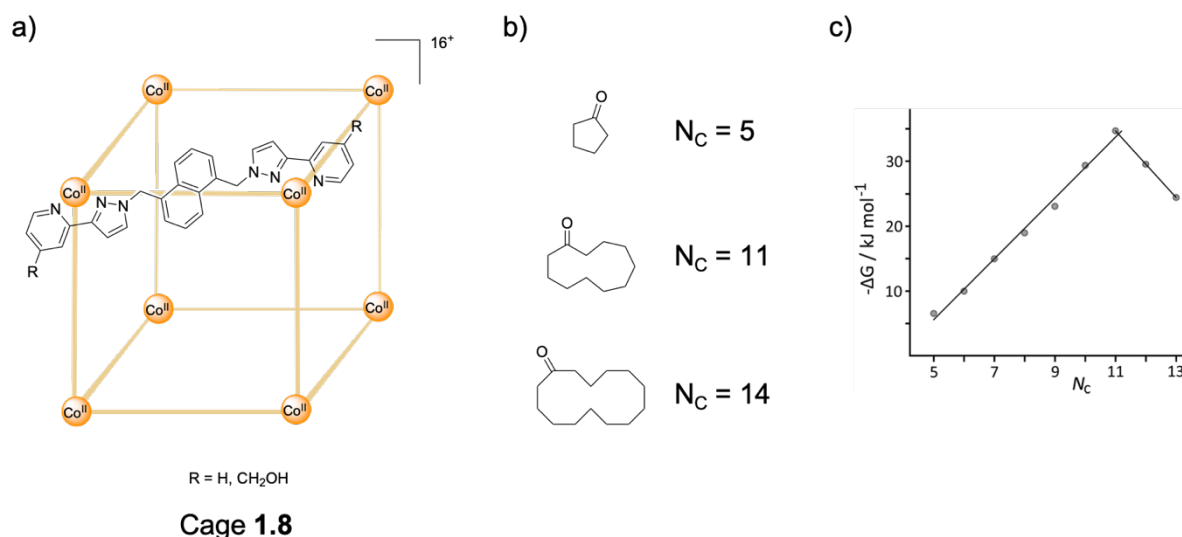 a)
16+
Co^II
Co^II
R
N
N
N
Co^II
N
N
N
Co^II
R
Co^II
Co^II
Co^II
Co^II
R = H, CH₂OH
Cage 1.8
b)
O
N_C = 5
O
N_C = 11
O
N_C = 14
c)
-ΔG / kJ mol⁻¹
30
20
10
5 7 9 11 13
N_C